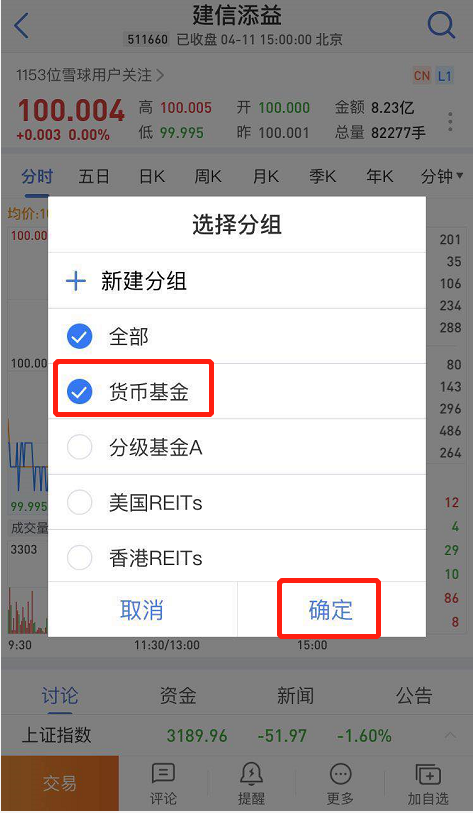 建信添益
511660 已收盘 04-11 15:00:00 北京
1153位雪球用户关注 CN L1
100.004 高 100.005 开 100.000 金额 8.23亿
+0.003 0.00% 低 99.995 昨 100.001 总量 82277手
分时 五日 日K 周K 月K 季K 年K 分钟
均价:10
100.00
选择分组
201
新建分组
35
106
234
全部
288
100.00
80
货币基金
143
296
分级基金A
486
264
99.995
美国REITs
12
成交量
4
3303
29
香港REITs
10
取消 确定
86
8
9:30 11:30/13:00 15:00
讨论 资金 新闻 公告
上证指数 3189.96 -51.97 -1.60%
交易 评论 提醒 更多 加自选